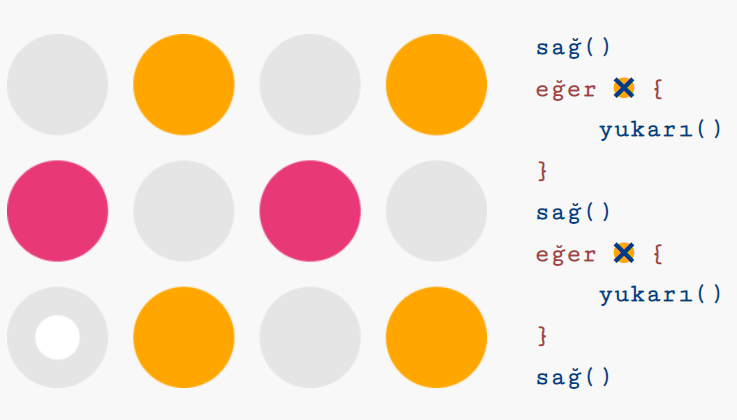 sağ()
eğer {
yukarı()
}
sağ()
eğer {
yukarı()
}
sağ()